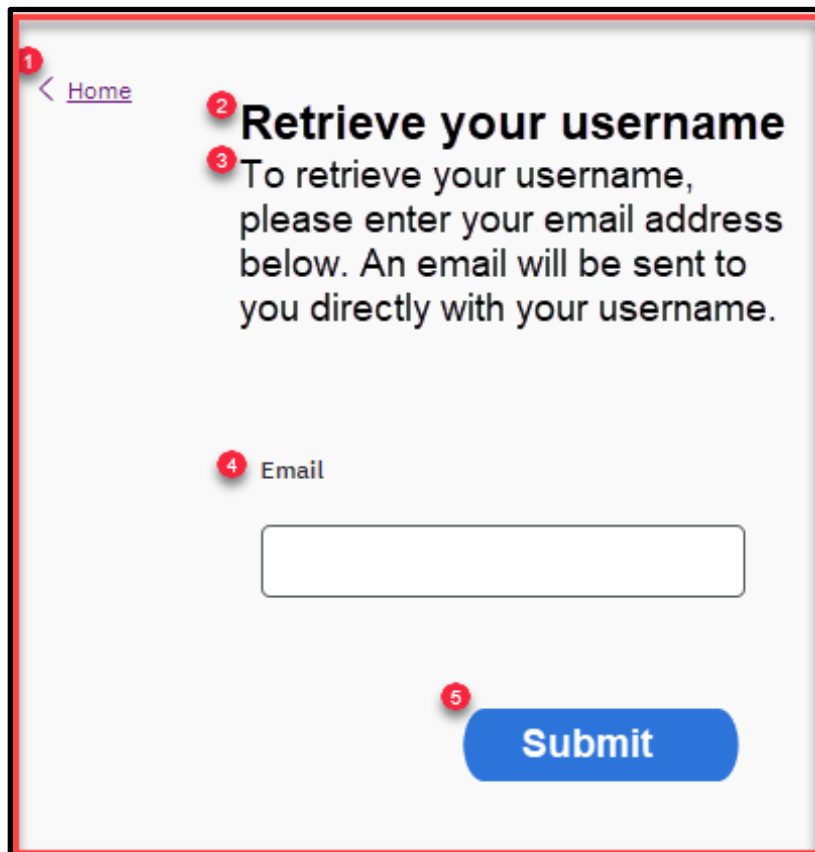 1
< Home
2 Retrieve your username
3 To retrieve your username,
please enter your email address
below. An email will be sent to
you directly with your username.
4 Email
5
Submit